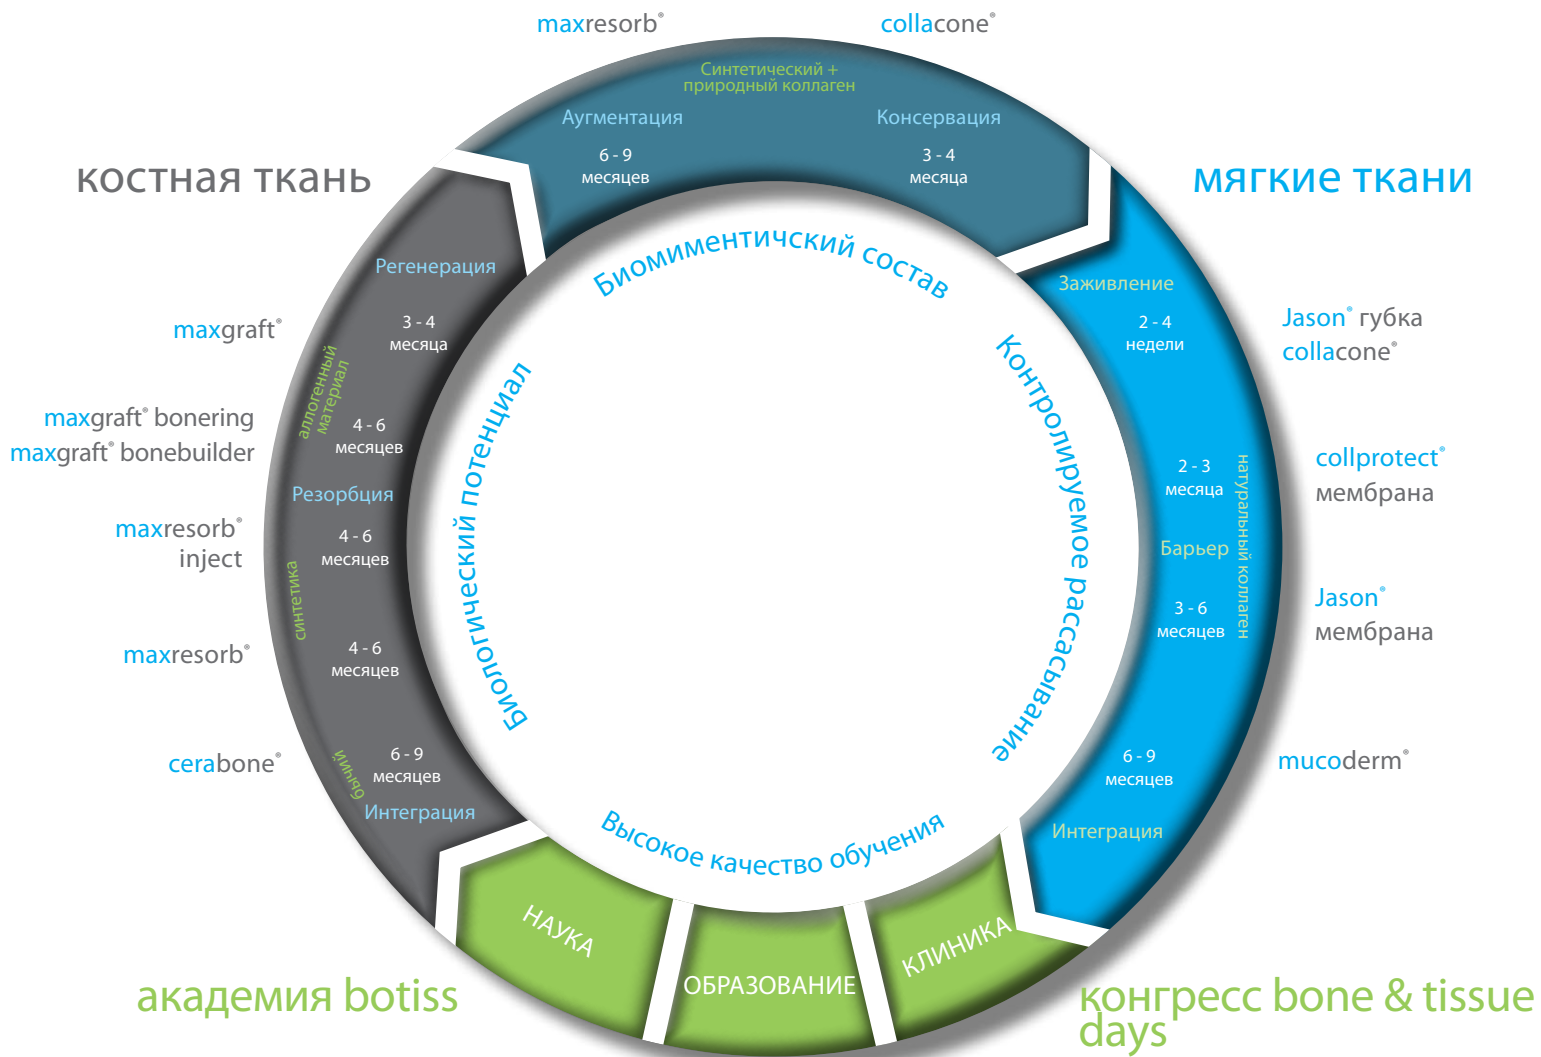 maxresorb®
collacone®
Синтетический +
природный коллаген
Аугментация
6 - 9
месяцев
Консервация
3 - 4
месяца
костная ткань
мягкие ткани
Биомиментичский состав
Регенерация
3 - 4
месяца
maxgraft®
аллогенный
материал
maxgraft® bonering
maxgraft® bonebuilder
4 - 6
месяцев
Резорбция
maxresorb®
inject
4 - 6
месяцев
синтетика
maxresorb®
4 - 6
месяцев
cerabone®
бычий
6 - 9
месяцев
Интеграция
Биологический потенциал
Контролируемое рассасывание
Заживление
2 - 4
недели
Jason® губка
collacone®
2 - 3
месяца
collprotect®
мембрана
Барьер
натуральный коллаген
3 - 6
месяцев
Jason®
мембрана
6 - 9
месяцев
mucoderm®
Интеграция
Высокое качество обучения
НАУКА
ОБРАЗОВАНИЕ
КЛИНИКА
академия botiss
конгресс bone & tissue
days